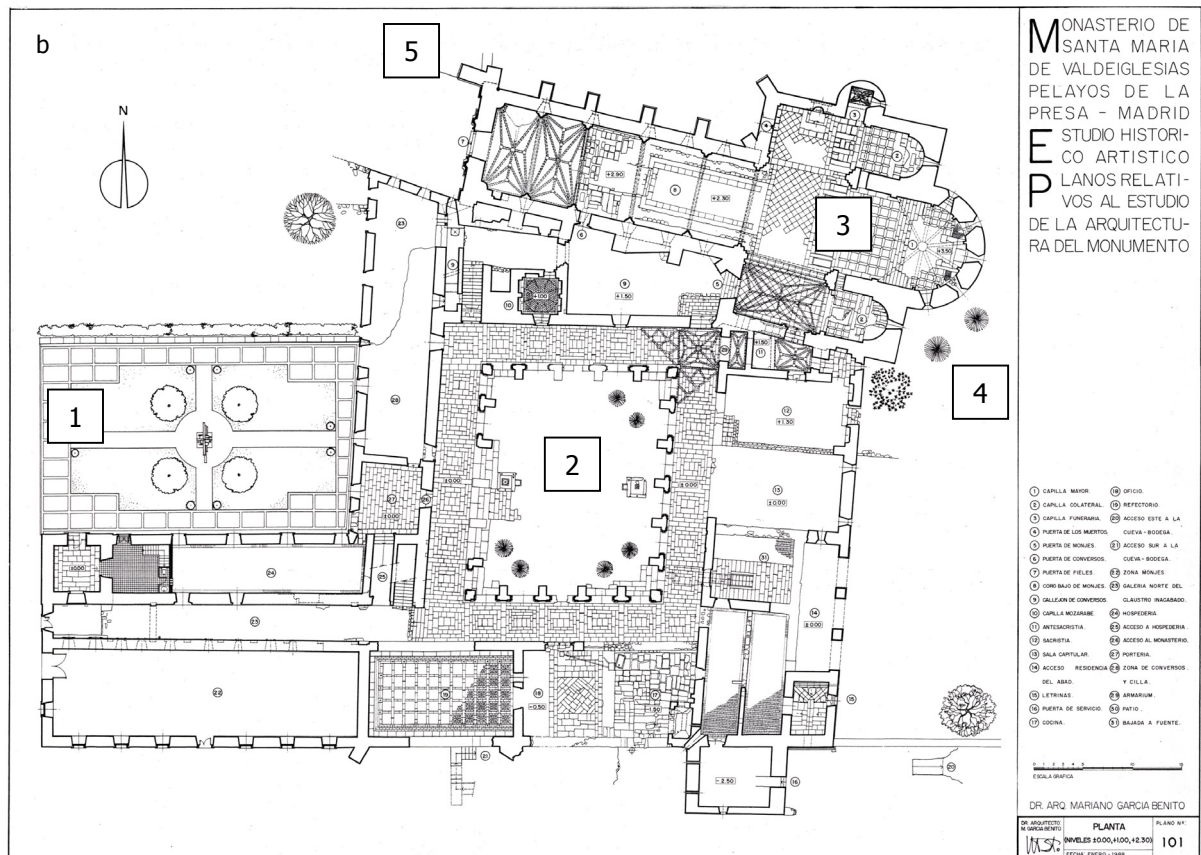 b
5
N
3
1
2
4
MONASTERIO DE
SANTA MARIA
DE VALDEIGLESIAS
PELAYOS DE LA
PRESA - MADRID
ESTUDIO HISTORI-
CO ARTISTICO
PLANOS RELATI-
VOS AL ESTUDIO
DE LA ARQUITECTU-
RA DEL MONUMENTO
1 CAPILLA MAYOR.
2 CAPILLA COLATERAL.
3 CAPILLA FUNERARIA.
4 PUERTA DE LOS MUERTOS.
5 PUERTA DE MONJES.
6 PUERTA DE CONVERSOS.
7 PUERTA DE FIELES.
8 CORO BAJO DE MONJES.
9 CALLEJON DE CONVERSOS.
10 CAPILLA MOZARABE.
11 ANTESACRISTIA.
12 SACRISTIA.
13 SALA CAPITULAR.
14 ACCESO RESIDENCIA
DEL ABAD.
15 LETRINAS.
16 PUERTA DE SERVICIO.
17 COCINA.
18 OFICIO.
19 REFECTORIO.
20 ACCESO ESTE A LA
CUEVA-BODEGA.
21 ACCESO SUR A LA
CUEVA-BODEGA.
22 ZONA MONJES.
23 GALERIA NORTE DEL
CLAUSTRO INACABADO.
24 HOSPEDERIA.
25 ACCESO A HOSPEDERIA.
26 ACCESO AL MONASTERIO.
27 PORTERIA.
28 ZONA DE CONVERSOS
Y CILLA.
29 ARMARIUM.
30 PATIO.
31 BAJADA A FUENTE.
ESCALA GRAFICA
DR. ARQ. MARIANO GARCIA BENITO
DR. ARQUITECTO:
M. GARCIA BENITO
PLANTA
(NIVELES ±0.00,+1.00,+2.30)
PLANO Nº:
101